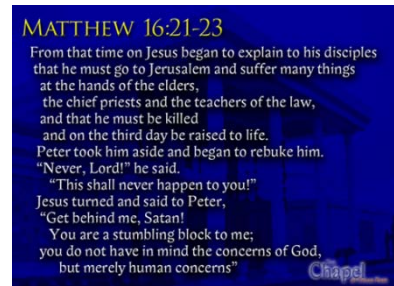 MATTHEW 16:21-23
From that time on Jesus began to explain to his disciples
that he must go to Jerusalem and suffer many things
at the hands of the elders,
the chief priests and the teachers of the law,
and that he must be killed
and on the third day be raised to life.
Peter took him aside and began to rebuke him.
“Never, Lord!” he said.
“This shall never happen to you!”
Jesus turned and said to Peter,
“Get behind me, Satan!
You are a stumbling block to me;
you do not have in mind the concerns of God,
but merely human concerns”
Chapel